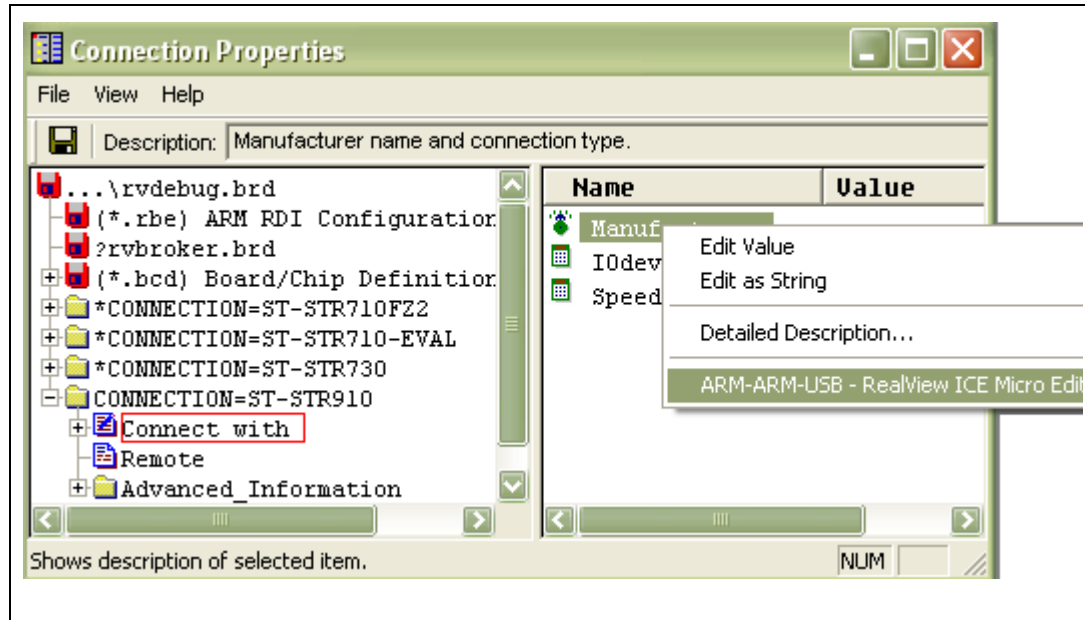 Connection Properties
File View Help
Description: Manufacturer name and connection type.
...\rvdebug.brd
(*.rbe) ARM RDI Configuration
?rvbroker.brd
(*.bcd) Board/Chip Definition
*CONNECTION=ST-STR710FZ2
*CONNECTION=ST-STR710-EVAL
*CONNECTION=ST-STR730
CONNECTION=ST-STR910
Connect with
Remote
Advanced_Information
Name Value
Manuf
IOdev
Speed
Edit Value
Edit as String
Detailed Description...
ARM-ARM-USB - RealView ICE Micro Edit
Shows description of selected item.
NUM